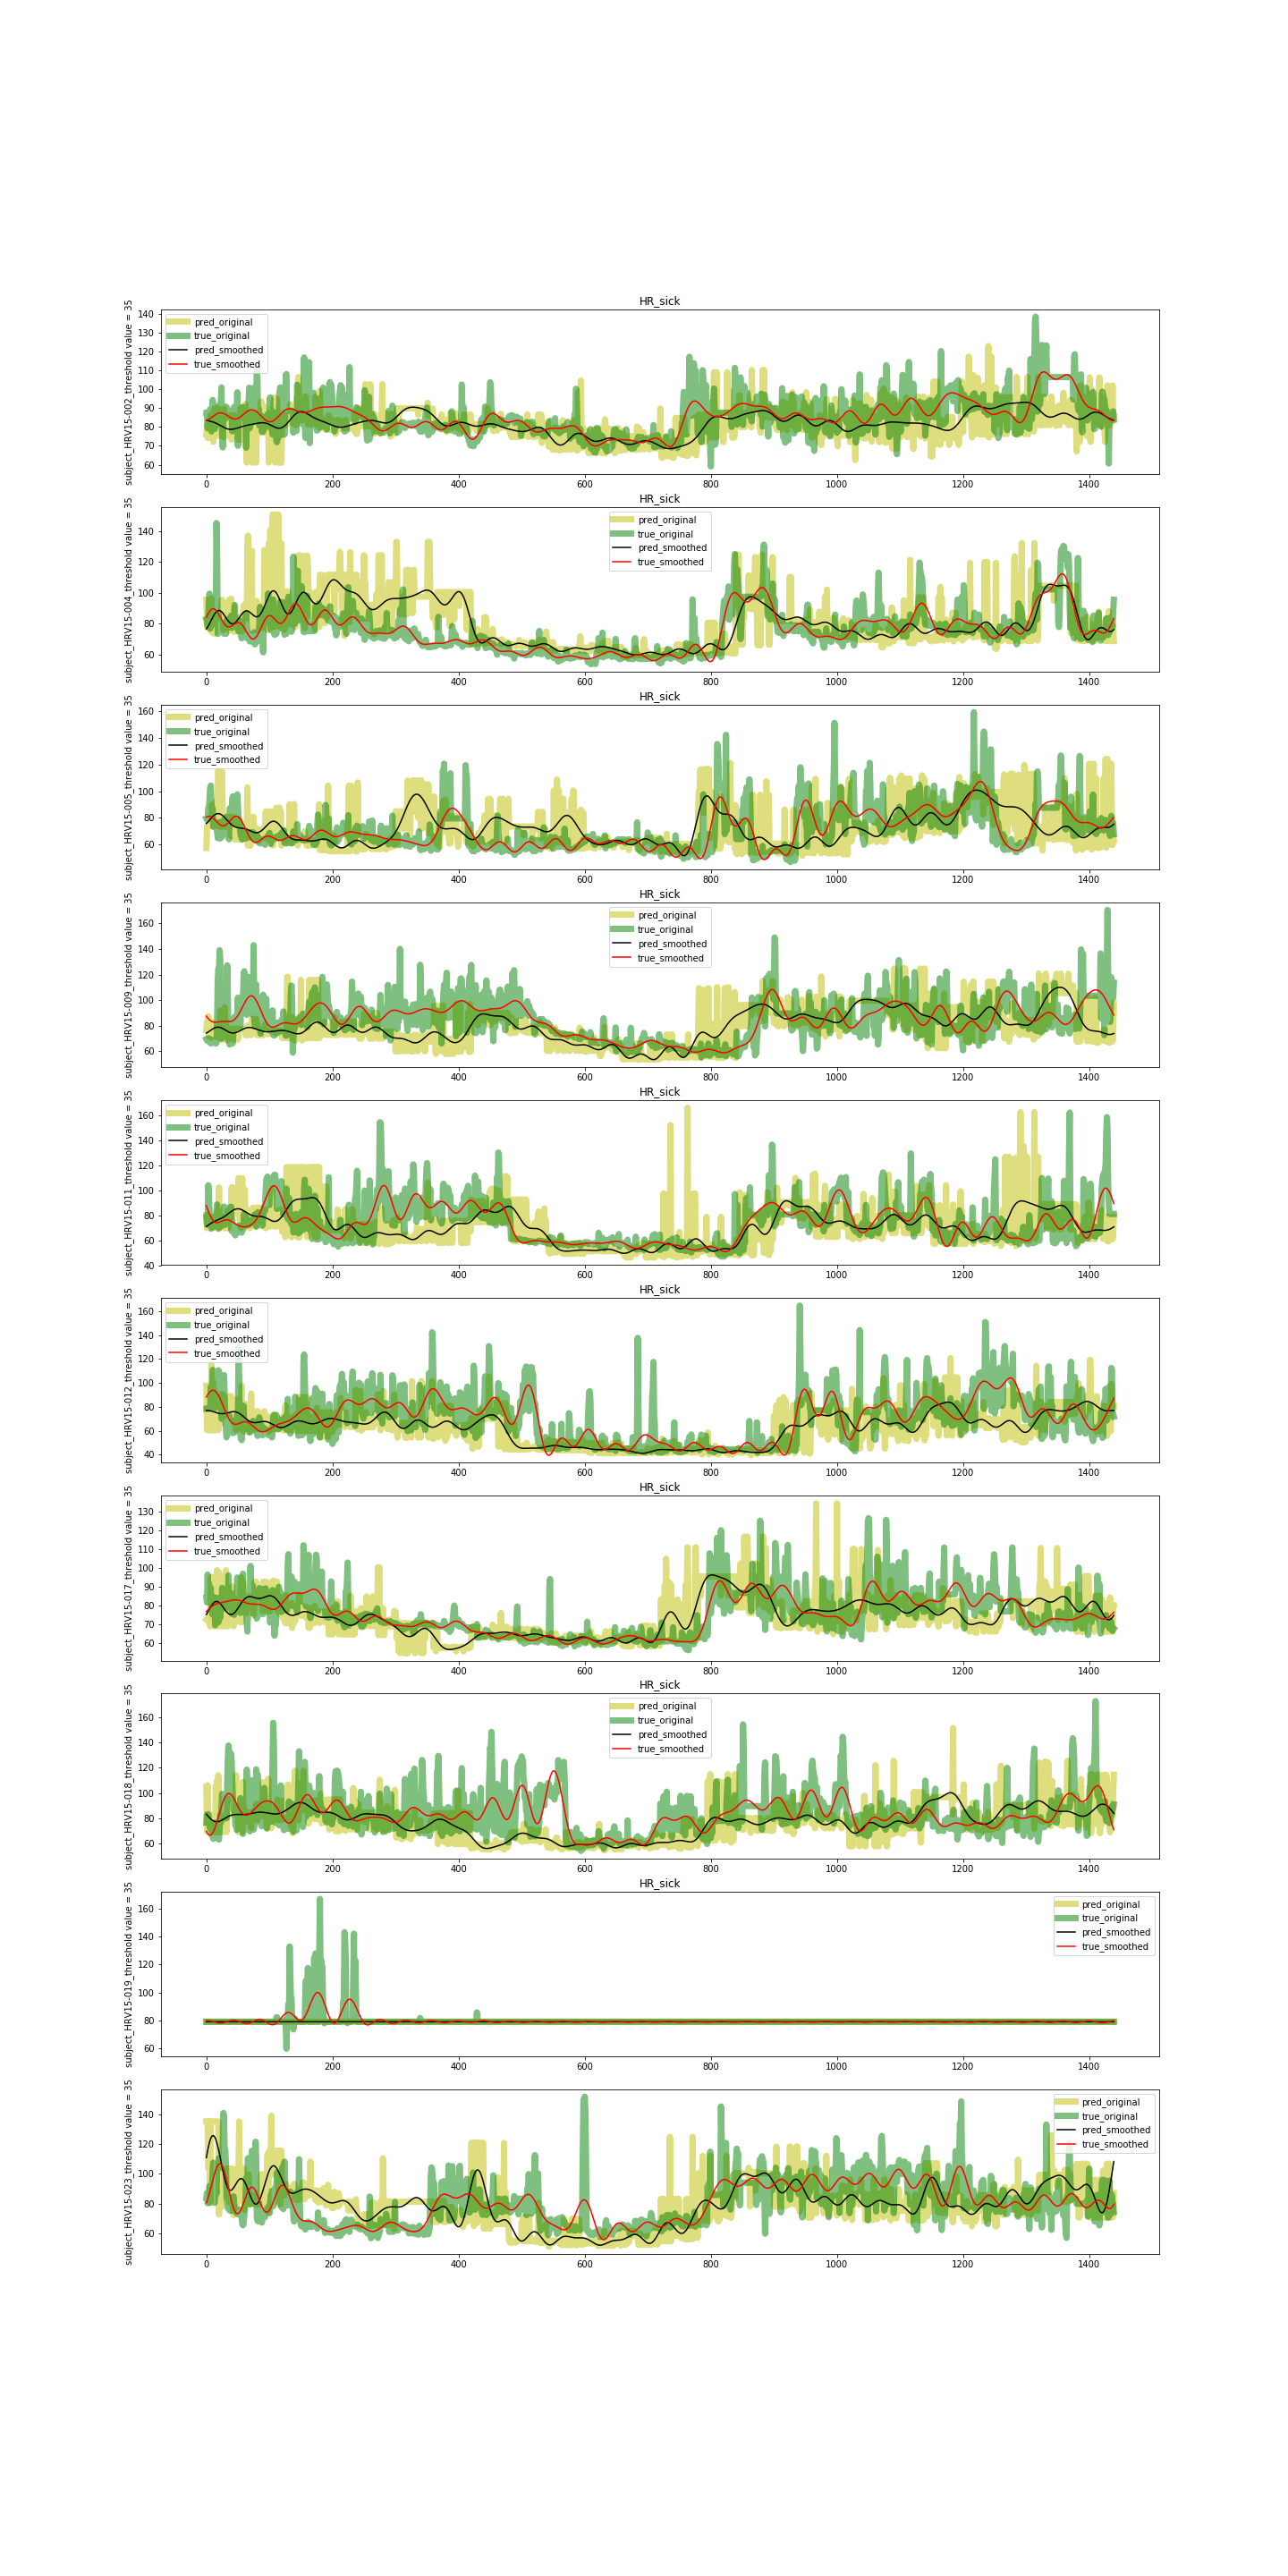 HR_sick
subject_HRV15-002_threshold value = 35
140
130
120
110
100
90
80
70
60
pred_original
true_original
pred_smoothed
true_smoothed
0 200 400 600 800 1000 1200 1400
HR_sick
subject_HRV15-004_threshold value = 35
140
120
100
80
60
pred_original
true_original
pred_smoothed
true_smoothed
0 200 400 600 800 1000 1200 1400
HR_sick
subject_HRV15-005_threshold value = 35
160
140
120
100
80
60
pred_original
true_original
pred_smoothed
true_smoothed
0 200 400 600 800 1000 1200 1400
HR_sick
subject_HRV15-009_threshold value = 35
160
140
120
100
80
60
pred_original
true_original
pred_smoothed
true_smoothed
0 200 400 600 800 1000 1200 1400
HR_sick
subject_HRV15-011_threshold value = 35
160
140
120
100
80
60
40
pred_original
true_original
pred_smoothed
true_smoothed
0 200 400 600 800 1000 1200 1400
HR_sick
subject_HRV15-012_threshold value = 35
160
140
120
100
80
60
40
pred_original
true_original
pred_smoothed
true_smoothed
0 200 400 600 800 1000 1200 1400
HR_sick
subject_HRV15-017_threshold value = 35
130
120
110
100
90
80
70
60
pred_original
true_original
pred_smoothed
true_smoothed
0 200 400 600 800 1000 1200 1400
HR_sick
subject_HRV15-018_threshold value = 35
160
140
120
100
80
60
pred_original
true_original
pred_smoothed
true_smoothed
0 200 400 600 800 1000 1200 1400
HR_sick
subject_HRV15-019_threshold value = 35
160
140
120
100
80
60
pred_original
true_original
pred_smoothed
true_smoothed
0 200 400 600 800 1000 1200 1400
subject_HRV15-023_threshold value = 35
140
120
100
80
60
pred_original
true_original
pred_smoothed
true_smoothed
0 200 400 600 800 1000 1200 1400